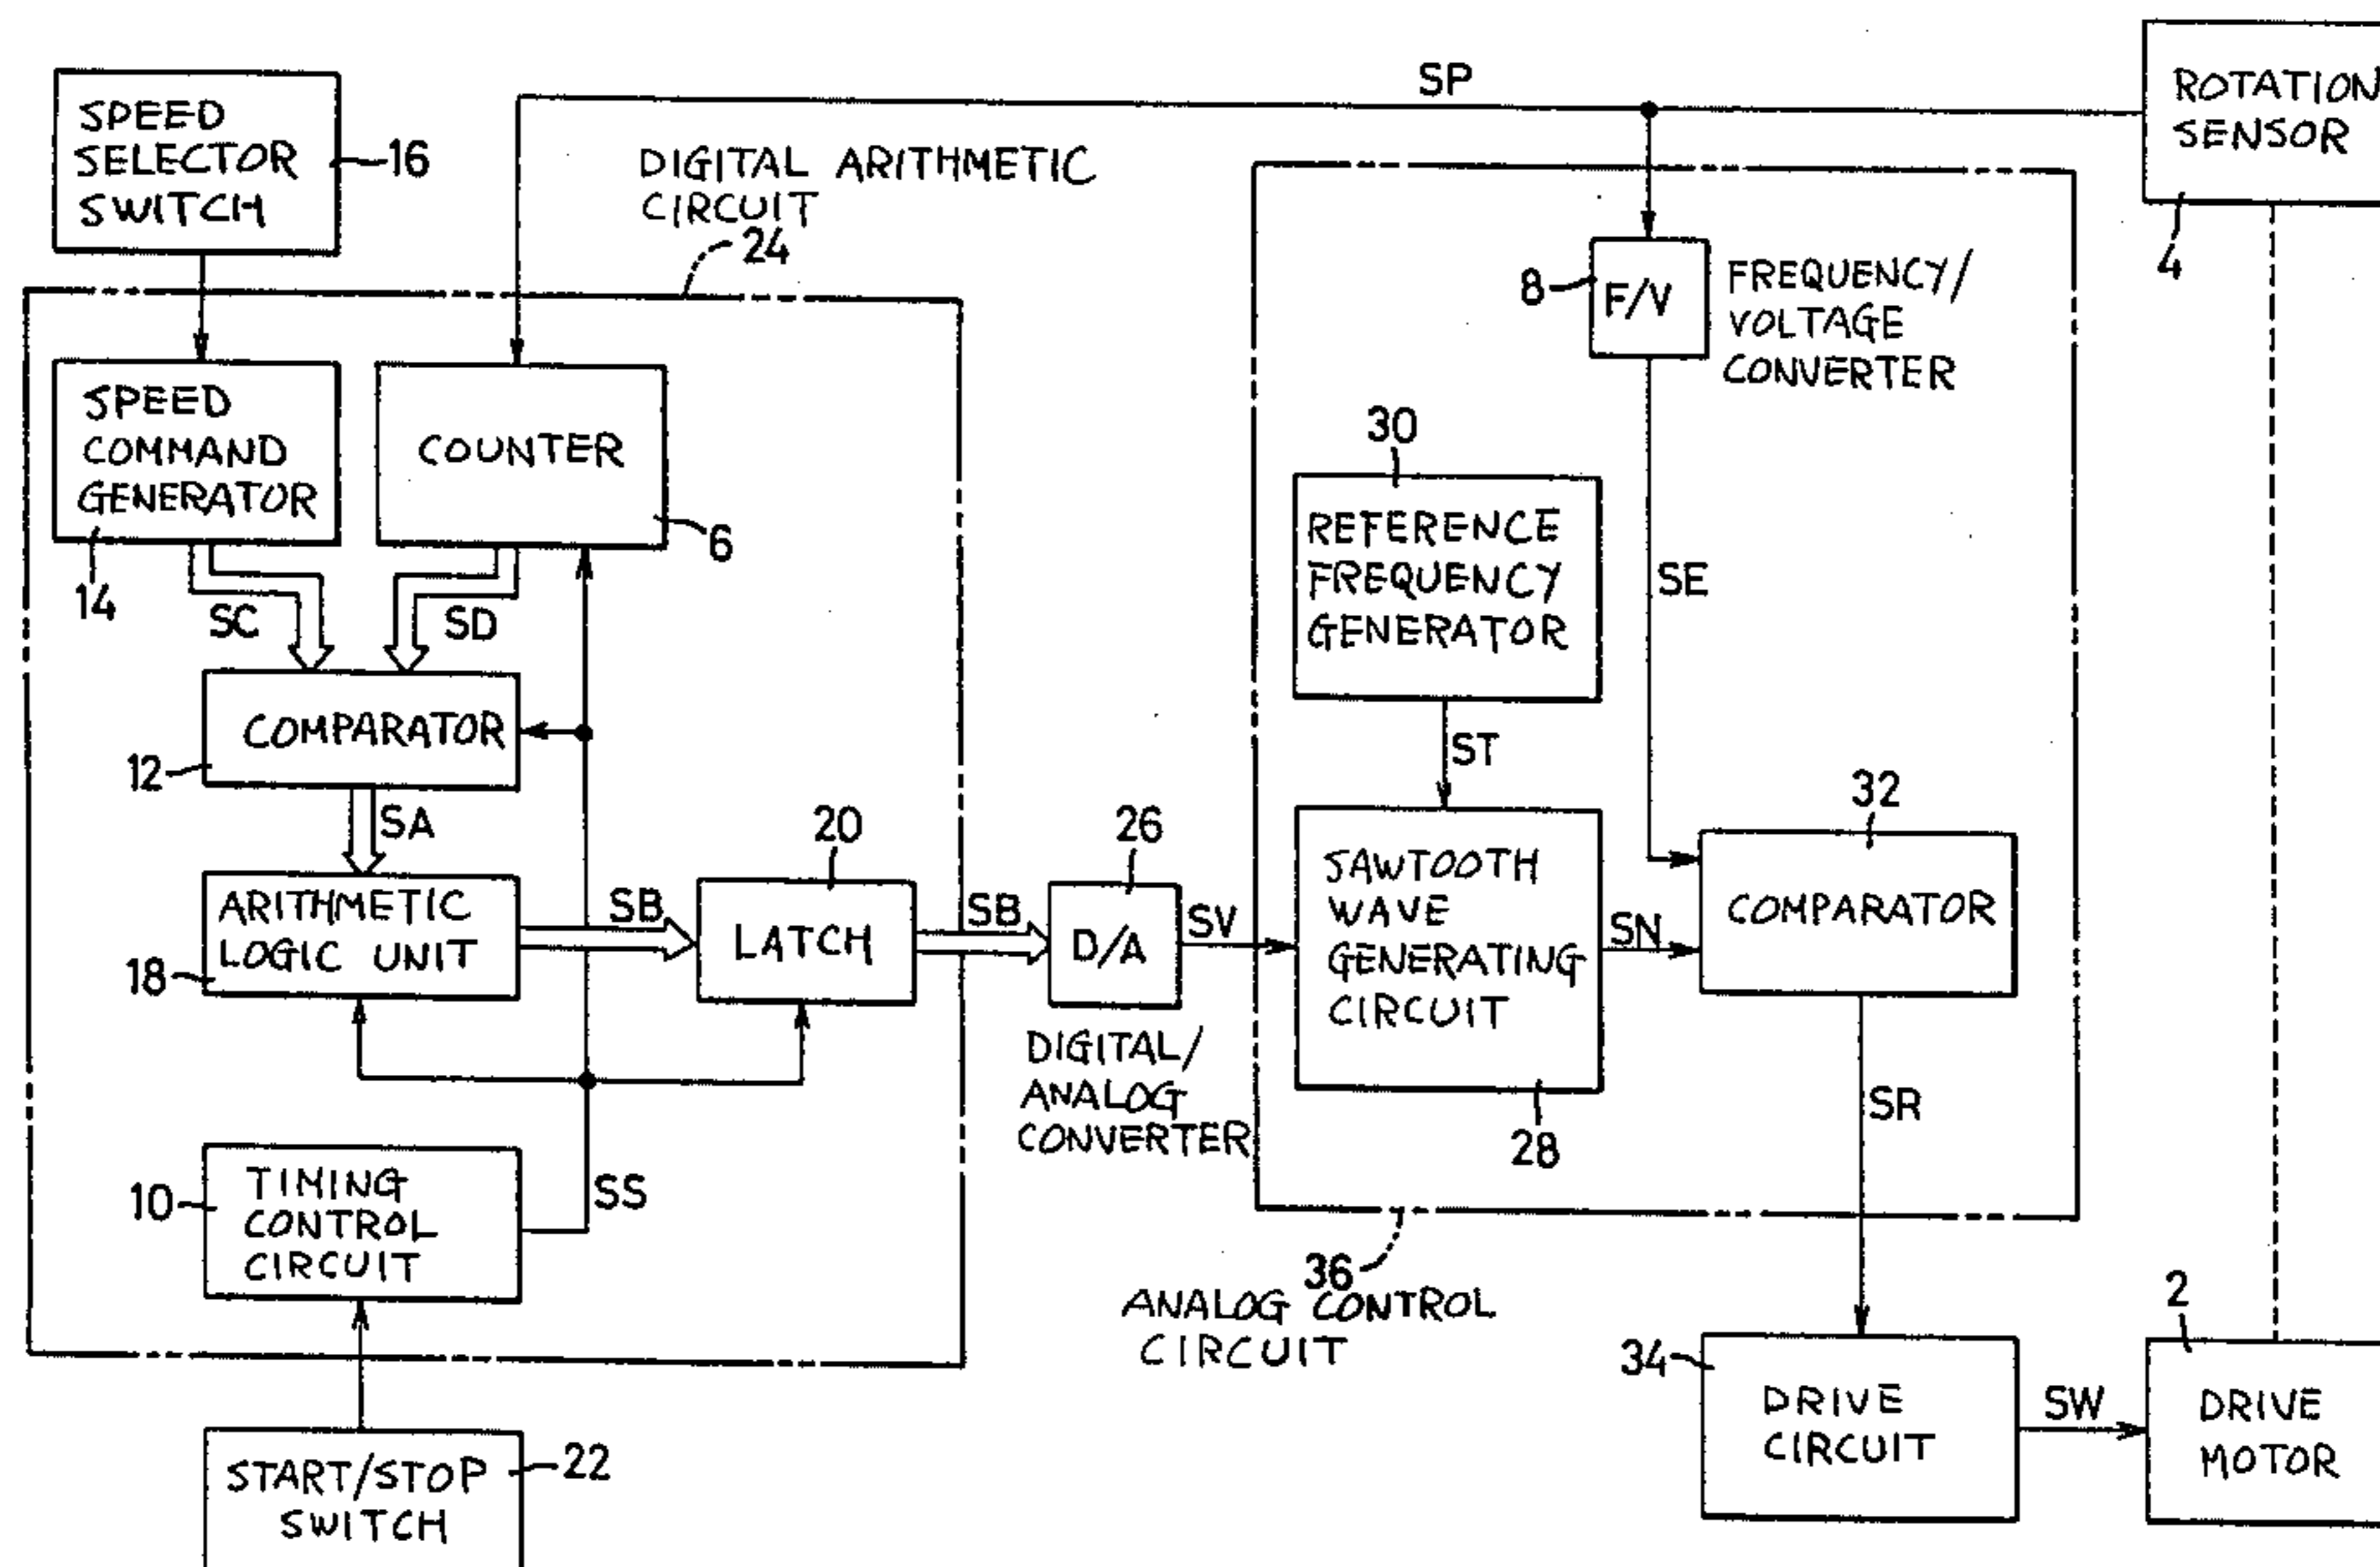 SPEED
SELECTOR
SWITCH
16
DIGITAL ARITHMETIC
CIRCUIT
24
SP
ROTATION
SENSOR
4
8
F/V
FREQUENCY/
VOLTAGE
CONVERTER
SPEED
COMMAND
GENERATOR
14
COUNTER
6
SC
SD
30
REFERENCE
FREQUENCY
GENERATOR
SE
ST
COMPARATOR
12
SA
ARITHMETIC
LOGIC UNIT
18
SB
20
LATCH
SB
26
D/A
SV
DIGITAL/
ANALOG
CONVERTER
SAWTOOTH
WAVE
GENERATING
CIRCUIT
28
SN
32
COMPARATOR
SR
10
TIMING
CONTROL
CIRCUIT
SS
36
ANALOG CONTROL
CIRCUIT
START/STOP
SWITCH
22
34
DRIVE
CIRCUIT
SW
2
DRIVE
MOTOR